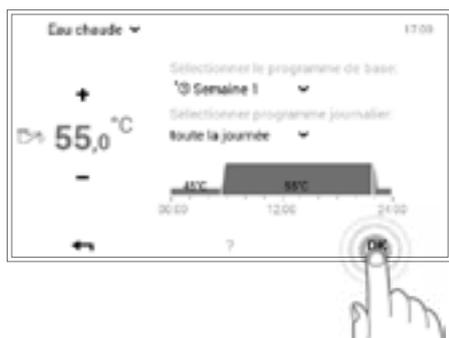 Eau chaude
17:00
Sélectionner le programme de base:
Semaine 1
+
55,0 °C
−
Sélectionner programme journalier:
toute la journée
45°C 55°C
00:00 12:00 24:00
? OK